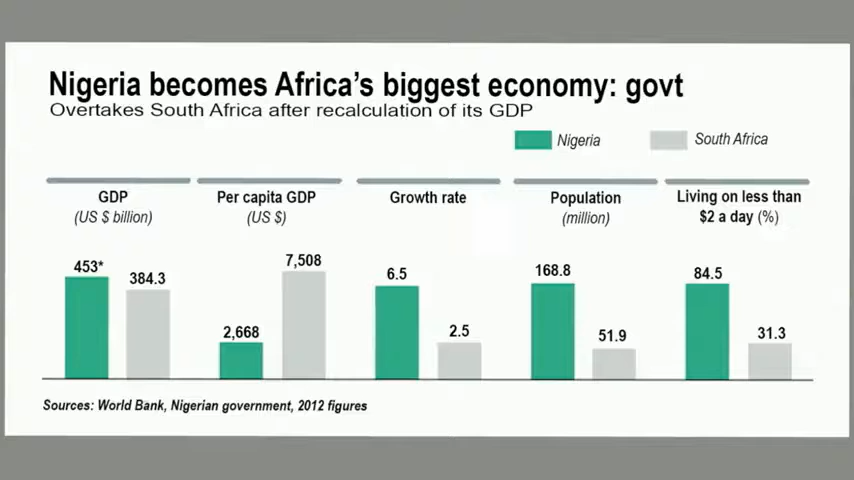 Nigeria becomes Africa's biggest economy: govt
Overtakes South Africa after recalculation of its GDP
Nigeria
South Africa
GDP
(US $ billion)
453*
384.3
Per capita GDP
(US $)
2,668
7,508
Growth rate
6.5
2.5
Population
(million)
168.8
51.9
Living on less than
$2 a day (%)
84.5
31.3
Sources: World Bank, Nigerian government, 2012 figures